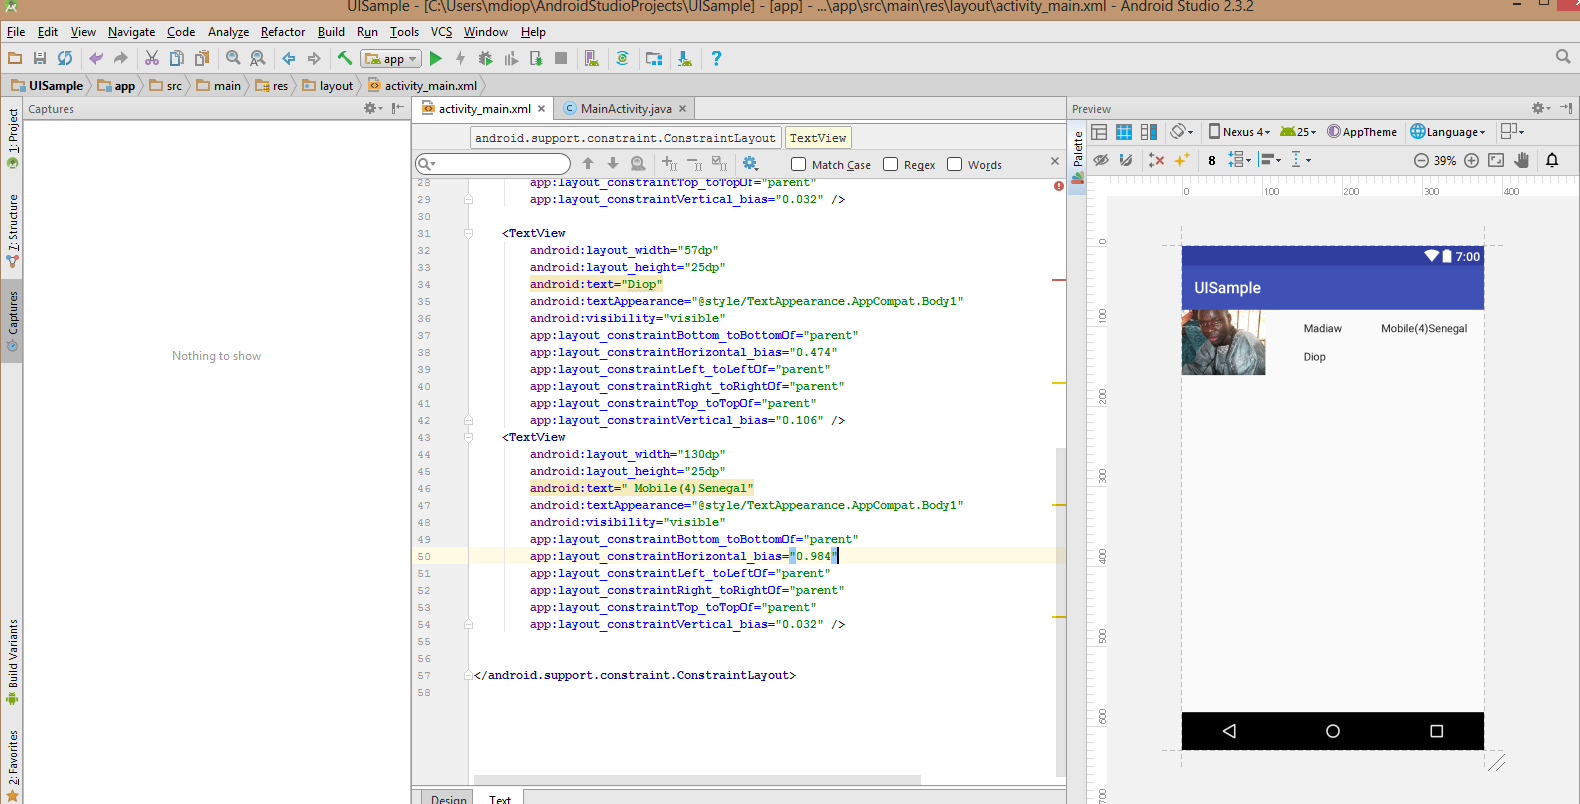 UISample - [C:\Users\mdiop\AndroidStudioProjects\UISample] - [app] - ...\app\src\main\res\layout\activity_main.xml - Android Studio 2.3.2
File Edit View Navigate Code Analyze Refactor Build Run Tools VCS Window Help
app
UISample app src main res layout activity_main.xml
Captures
activity_main.xml MainActivity.java
Preview
android.support.constraint.ConstraintLayout TextView
Nexus 4 25 AppTheme Language
Match Case Regex Words
8 39%
1: Project
7: Structure
Captures
Build Variants
2: Favorites
Nothing to show
Palette
28 app:layout_constraintTop_toTopOf="parent"
29 app:layout_constraintVertical_bias="0.032" />
30
31 <TextView
32 android:layout_width="57dp"
33 android:layout_height="25dp"
34 android:text="Diop"
35 android:textAppearance="@style/TextAppearance.AppCompat.Body1"
36 android:visibility="visible"
37 app:layout_constraintBottom_toBottomOf="parent"
38 app:layout_constraintHorizontal_bias="0.474"
39 app:layout_constraintLeft_toLeftOf="parent"
40 app:layout_constraintRight_toRightOf="parent"
41 app:layout_constraintTop_toTopOf="parent"
42 app:layout_constraintVertical_bias="0.106" />
43 <TextView
44 android:layout_width="130dp"
45 android:layout_height="25dp"
46 android:text=" Mobile(4)Senegal"
47 android:textAppearance="@style/TextAppearance.AppCompat.Body1"
48 android:visibility="visible"
49 app:layout_constraintBottom_toBottomOf="parent"
50 app:layout_constraintHorizontal_bias="0.984"
51 app:layout_constraintLeft_toLeftOf="parent"
52 app:layout_constraintRight_toRightOf="parent"
53 app:layout_constraintTop_toTopOf="parent"
54 app:layout_constraintVertical_bias="0.032" />
55
56
57 </android.support.constraint.ConstraintLayout>
58
Design Text
0 100 200 300 400
0
100
200
300
400
500
600
700
7:00
UISample
Madiaw Mobile(4)Senegal
Diop